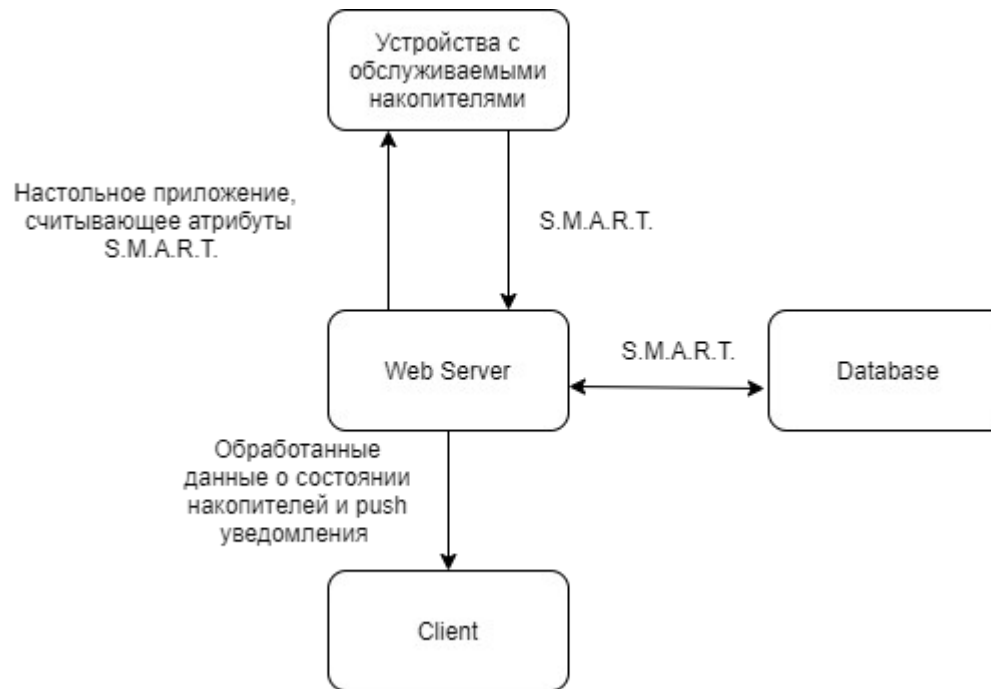 Устройства с
обслуживаемыми
накопителями
Настольное приложение,
считывающее атрибуты
S.M.A.R.T.
S.M.A.R.T.
S.M.A.R.T.
Web Server
Database
Обработанные
данные о состоянии
накопителей и push
уведомления
Client